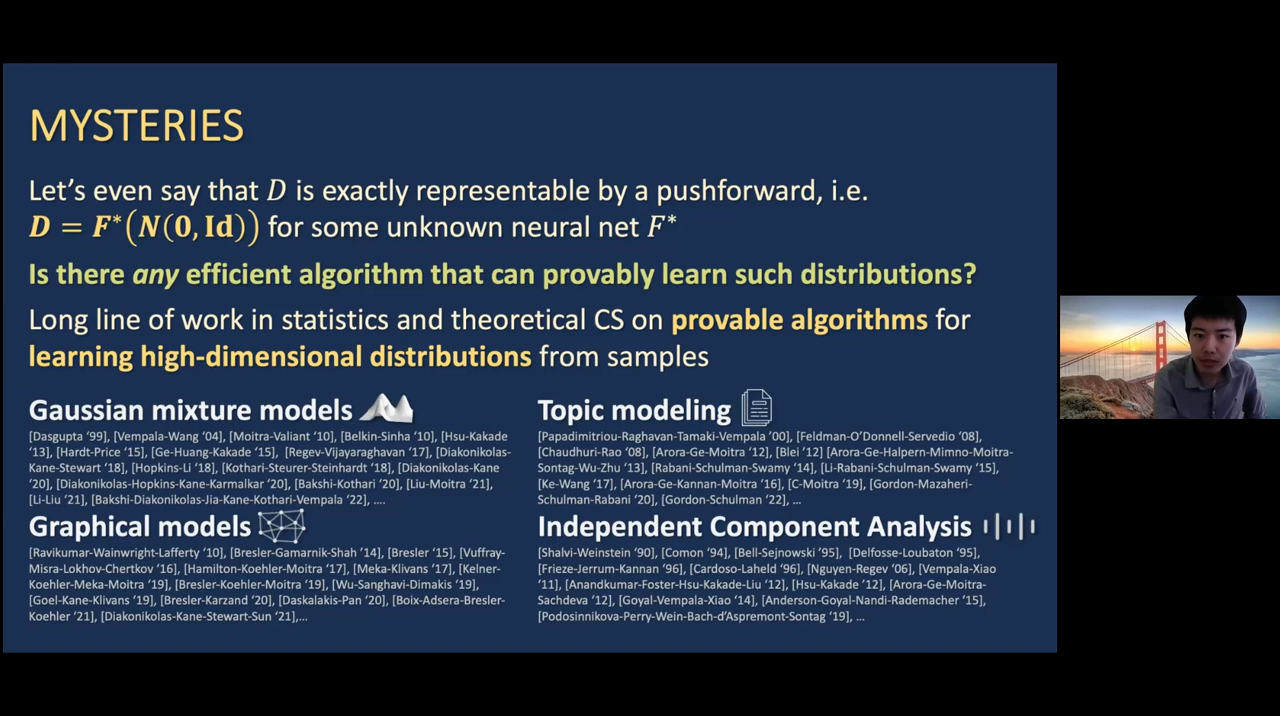 MYSTERIES
Let's even say that D is exactly representable by a pushforward, i.e.
D = F*(N(0, Id)) for some unknown neural net F*
Is there any efficient algorithm that can provably learn such distributions?
Long line of work in statistics and theoretical CS on provable algorithms for
learning high-dimensional distributions from samples
Gaussian mixture models
[Dasgupta '99], [Vempala-Wang '04], [Moitra-Valiant '10], [Belkin-Sinha '10], [Hsu-Kakade
'13], [Hardt-Price '15], [Ge-Huang-Kakade '15], [Regev-Vijayaraghavan '17], [Diakonikolas-
Kane-Stewart '18], [Hopkins-Li '18], [Kothari-Steurer-Steinhardt '18], [Diakonikolas-Kane
'20], [Diakonikolas-Hopkins-Kane-Karmalkar '20], [Bakshi-Kothari '20], [Liu-Moitra '21],
[Li-Liu '21], [Bakshi-Diakonikolas-Jia-Kane-Kothari-Vempala '22], ....
Topic modeling
[Papadimitriou-Raghavan-Tamaki-Vempala '00], [Feldman-O'Donnell-Servedio '08],
[Chaudhuri-Rao '08], [Arora-Ge-Moitra '12], [Blei '12] [Arora-Ge-Halpern-Mimno-Moitra-
Sontag-Wu-Zhu '13], [Rabani-Schulman-Swamy '14], [Li-Rabani-Schulman-Swamy '15],
[Ke-Wang '17], [Arora-Ge-Kannan-Moitra '16], [C-Moitra '19], [Gordon-Mazaheri-
Schulman-Rabani '20], [Gordon-Schulman '22], ...
Graphical models
[Ravikumar-Wainwright-Lafferty '10], [Bresler-Gamarnik-Shah '14], [Bresler '15], [Vuffray-
Misra-Lokhov-Chertkov '16], [Hamilton-Koehler-Moitra '17], [Meka-Klivans '17], [Kelner-
Koehler-Meka-Moitra '19], [Bresler-Koehler-Moitra '19], [Wu-Sanghavi-Dimakis '19],
[Goel-Kane-Klivans '19], [Bresler-Karzand '20], [Daskalakis-Pan '20], [Boix-Adsera-Bresler-
Koehler '21], [Diakonikolas-Kane-Stewart-Sun '21],...
Independent Component Analysis
[Shalvi-Weinstein '90], [Comon '94], [Bell-Sejnowski '95], [Delfosse-Loubaton '95],
[Frieze-Jerrum-Kannan '96], [Cardoso-Laheld '96], [Nguyen-Regev '06], [Vempala-Xiao
'11], [Anandkumar-Foster-Hsu-Kakade-Liu '12], [Hsu-Kakade '12], [Arora-Ge-Moitra-
Sachdeva '12], [Goyal-Vempala-Xiao '14], [Anderson-Goyal-Nandi-Rademacher '15],
[Podosinnikova-Perry-Wein-Bach-d'Aspremont-Sontag '19], ...